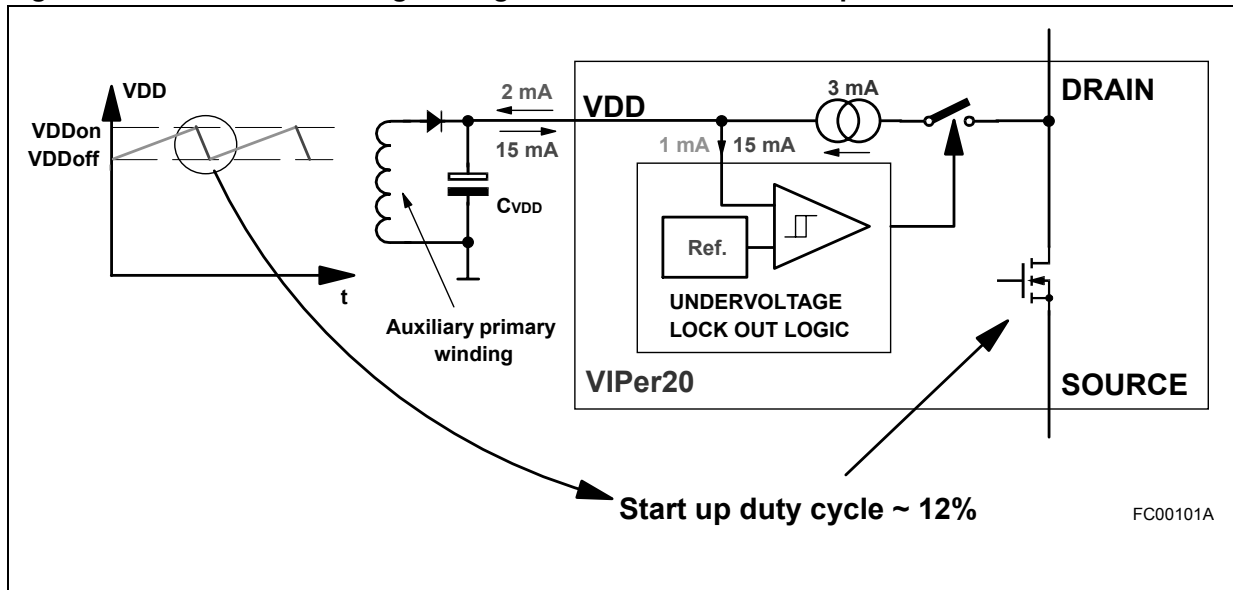 VDD
VDDon
VDDoff
t
2 mA
15 mA
CVDD
Auxiliary primary
winding
VDD
1 mA 15 mA
3 mA
Ref.
UNDERVOLTAGE
LOCK OUT LOGIC
VIPer20
DRAIN
SOURCE
Start up duty cycle ~ 12%
FC00101A